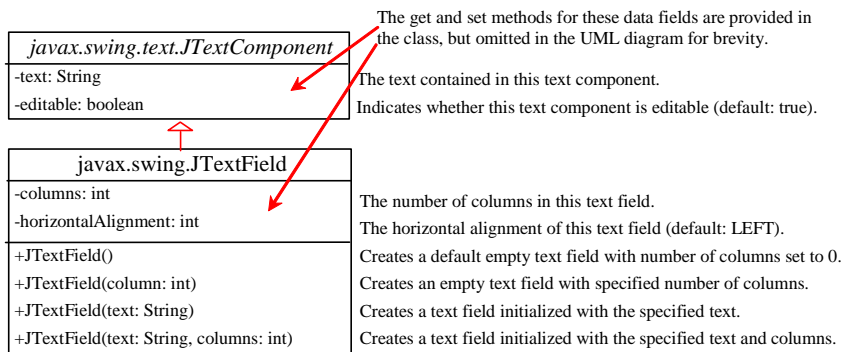 The get and set methods for these data fields are provided in
the class, but omitted in the UML diagram for brevity.
javax.swing.text.JTextComponent
-text: String
The text contained in this text component.
-editable: boolean
Indicates whether this text component is editable (default: true).
javax.swing.JTextField
-columns: int
The number of columns in this text field.
-horizontalAlignment: int
The horizontal alignment of this text field (default: LEFT).
+JTextField()
Creates a default empty text field with number of columns set to 0.
+JTextField(column: int)
Creates an empty text field with specified number of columns.
+JTextField(text: String)
Creates a text field initialized with the specified text.
+JTextField(text: String, columns: int)
Creates a text field initialized with the specified text and columns.